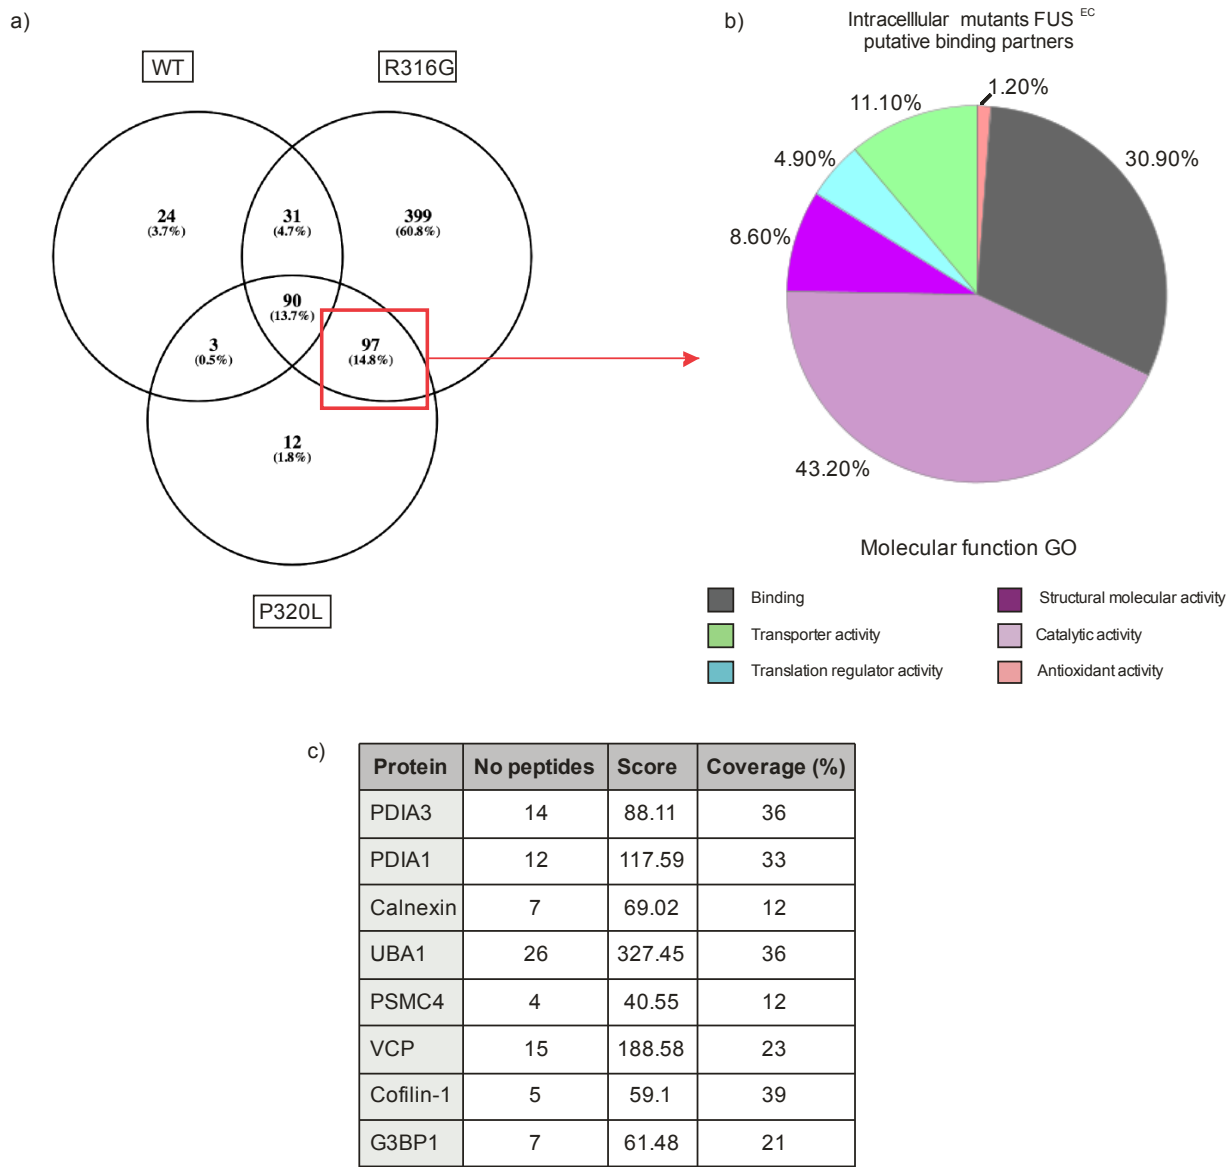 a)
WT
R316G
24
(3.7%)
31
(4.7%)
399
(60.8%)
90
(13.7%)
3
(0.5%)
97
(14.8%)
12
(1.8%)
P320L
b)
Intracelllular mutants FUS EC
putative binding partners
1.20%
11.10%
30.90%
4.90%
8.60%
43.20%
Molecular function GO
Binding
Structural molecular activity
Transporter activity
Catalytic activity
Translation regulator activity
Antioxidant activity
c)
Protein No peptides Score Coverage (%)
PDIA3 14 88.11 36
PDIA1 12 117.59 33
Calnexin 7 69.02 12
UBA1 26 327.45 36
PSMC4 4 40.55 12
VCP 15 188.58 23
Cofilin-1 5 59.1 39
G3BP1 7 61.48 21